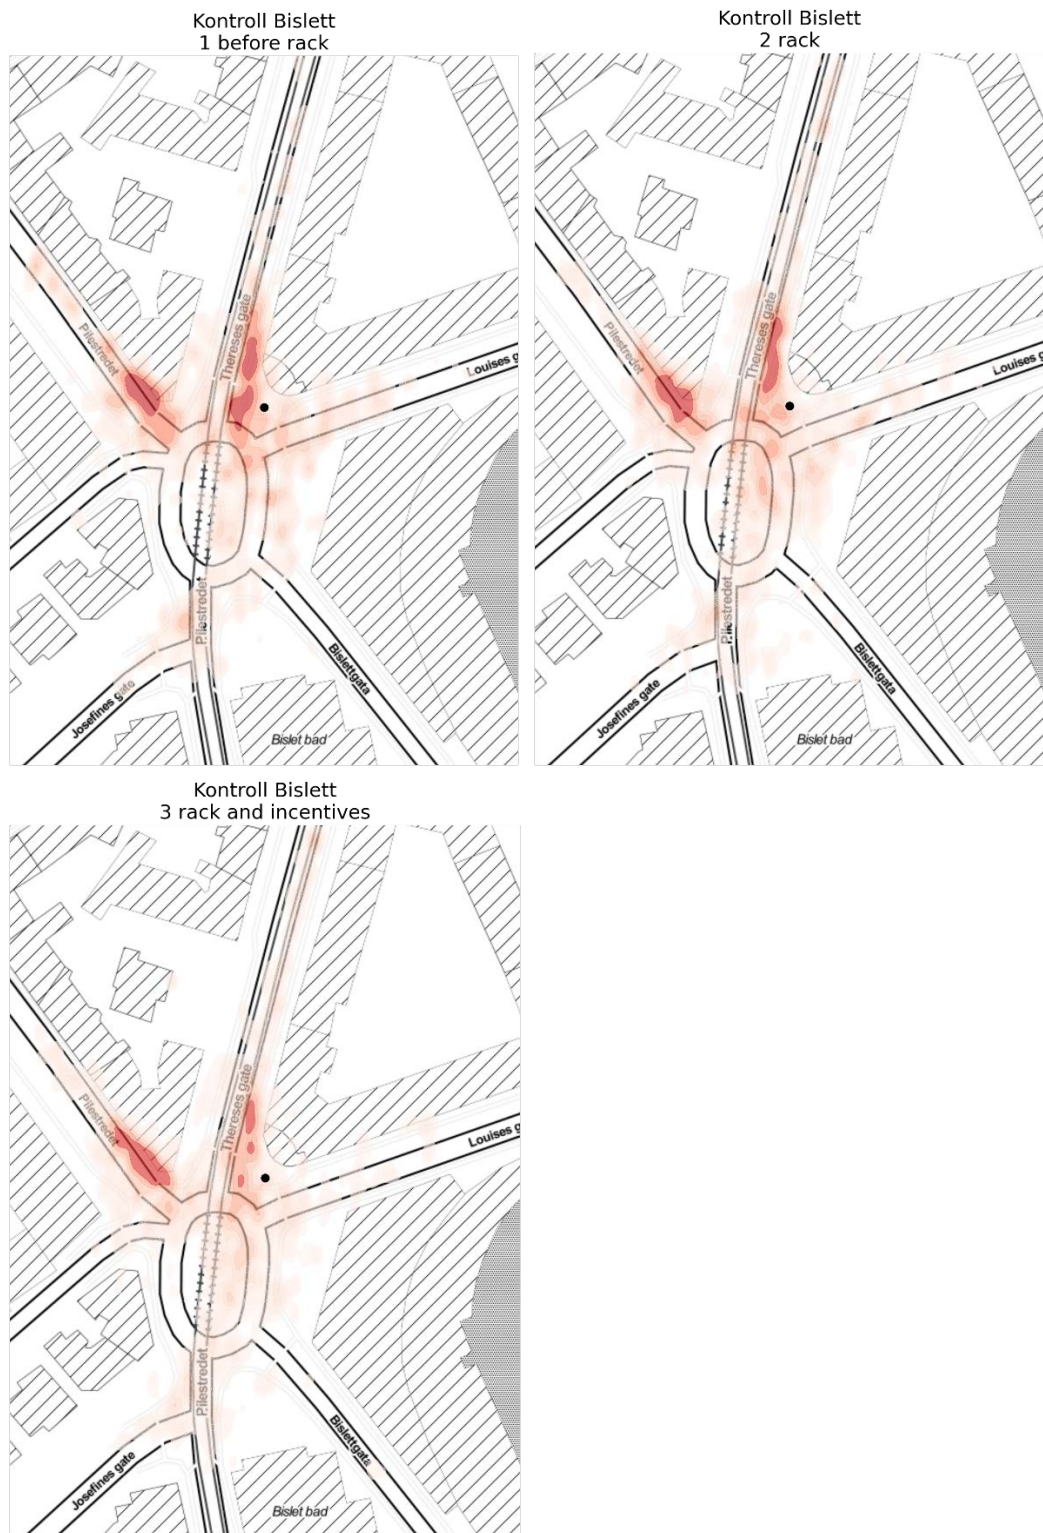 Kontroll Bislett
1 before rack
Thereses gate
Pilestredet
Louises g
Pilestredet
Bislettgata
Josefines gate
Bislet bad
Kontroll Bislett
2 rack
Thereses gate
Pilestredet
Louises g
Pilestredet
Bislettgata
Josefines gate
Bislet bad
Kontroll Bislett
3 rack and incentives
Thereses gate
Pilestredet
Louises g
Pilestredet
Bislettgata
Josefines gate
Bislet bad